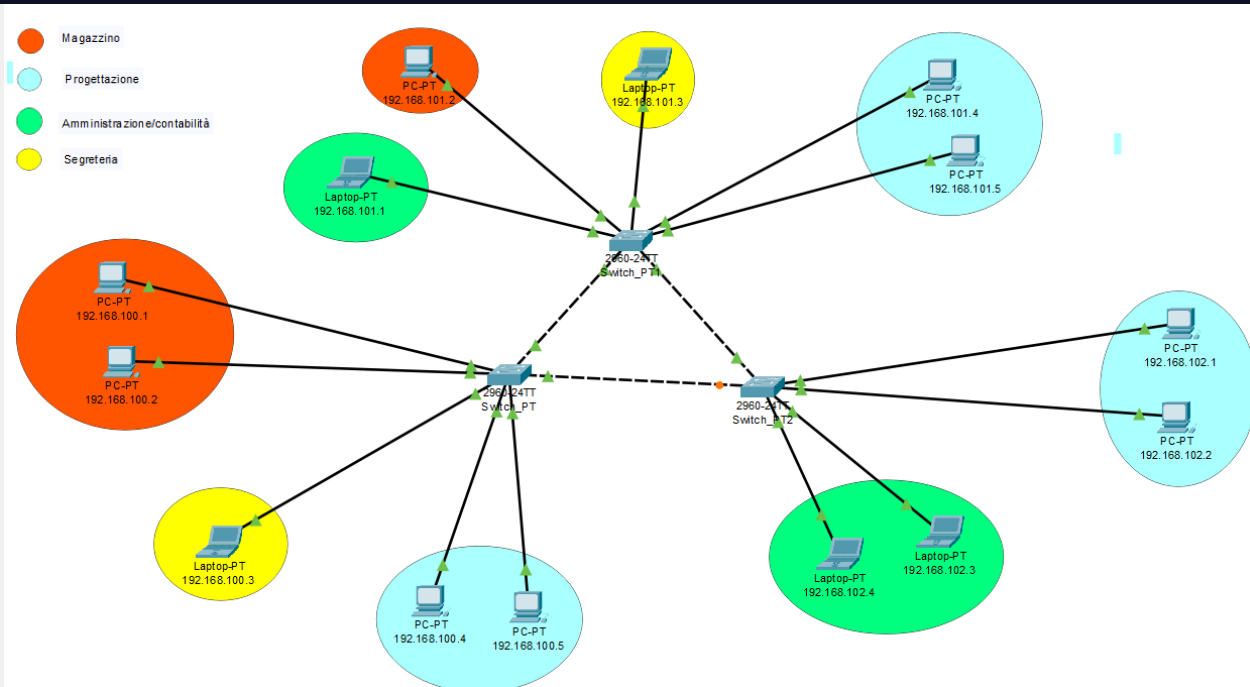 Magazzino
Progettazione
Amministrazione/contabilità
Segreteria
PC-PT
192.168.101.2
Laptop-PT
192.168.101.3
PC-PT
192.168.101.4
PC-PT
192.168.101.5
Laptop-PT
192.168.101.1
2960-24TT
Switch_PT1
PC-PT
192.168.100.1
PC-PT
192.168.100.2
2960-24TT
Switch_PT
2960-24TT
Switch_PT2
PC-PT
192.168.102.1
PC-PT
192.168.102.2
Laptop-PT
192.168.100.3
PC-PT
192.168.100.4
PC-PT
192.168.100.5
Laptop-PT
192.168.102.4
Laptop-PT
192.168.102.3